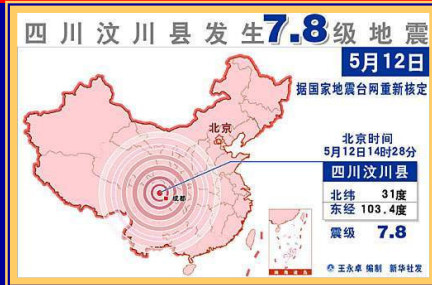 四川汶川县发生7.8级地震
5月12日
据国家地震台网重新核定
北京
北京时间
5月12日14时28分
四川汶川县
北纬 31度
东经 103.4度
震级 7.8
成都
王永卓 编制 新华社发